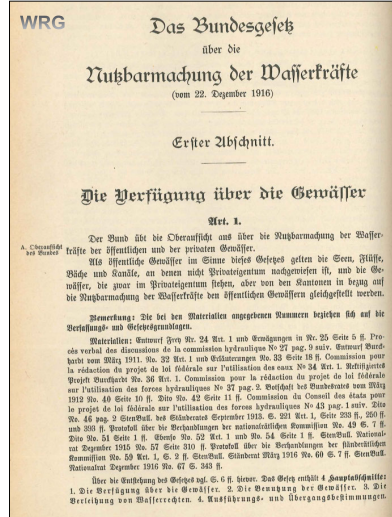 WRG
Das Bundesgesetz
über die
Nutzbarmachung der Wasserkräfte
(vom 22. Dezember 1916)
Erster Abschnitt.
Die Verfügung über die Gewässer
Art. 1.
A. Oberaufsicht
des Bundes
Der Bund übt die Oberaufsicht aus über die Nutzbarmachung der Wasser-
kräfte der öffentlichen und der privaten Gewässer.
Als öffentliche Gewässer im Sinne dieses Gesetzes gelten die Seen, Flüsse,
Bäche und Kanäle, an denen nicht Privateigentum nachgewiesen ist, und die Ge-
wässer, die zwar im Privateigentum stehen, aber von den Kantonen in bezug auf
die Nutzbarmachung der Wasserkräfte den öffentlichen Gewässern gleichgestellt werden.
Bemerkung: Die bei den Materialien angegebenen Nummern beziehen sich auf die
Verfassungs- und Gesetzesgrundlagen.
Materialien: Entwurf Frey Nr. 24 Art. 1 und Erwägungen in Nr. 25 Seite 5 ff. Pro-
cès verbal des discussions de la commission hydraulique No 27 pag. 9 suiv. Entwurf Burck-
hardt vom März 1911. No. 32 Art. 1 und Erläuterungen No. 33 Seite 18 ff. Commission pour
la rédaction du projet de loi fédérale sur l'utilisation des eaux No 34 Art. 1. Rektifiziertes
Projekt Burckhardt No. 36 Art. 1. Commission pour la rédaction du projet de loi fédérale
sur l'utilisation des forces hydrauliques No 37 pag. 2. Botschaft des Bundesrates vom März
1912 No. 40 Seite 10 ff. Dito No. 42 Seite 11 ff. Commission du Conseil des états pour
le projet de loi fédérale sur l'utilisation des forces hydrauliques No 43 pag. 1 suiv. Dito
No. 46 pag. 2 StenBull. des Ständerates September 1913. S. 221 Art. 1, Seite 233 ff., 250 ff.
und 393 ff. Protokoll über die Verhandlungen der nationalrätlichen Kommission No. 49 S. 7 ff.
Dito No. 51 Seite 1 ff. Ebenso No. 52 Art. 1 und No. 54 Seite 1 ff. StenBull. National-
rat Dezember 1915 No. 57 Seite 310 ff. Protokoll über die Verhandlungen der ständerätlichen
Kommission No. 59 Art. 1, S. 2 ff. StenBull. Ständerat März 1916 No. 60 S. 7 ff. StenBull.
Nationalrat Dezember 1916 No. 67 S. 343 ff.
Über die Entstehung des Gesetzes vgl. S. 6 ff. hievor. Das Gesetz enthält 4 Hauptabschnitte:
1. Die Verfügung über die Gewässer. 2. Die Benutzung der Gewässer. 3. Die
Verleihung von Wasserrechten. 4. Ausführungs- und Übergangsbestimmungen.